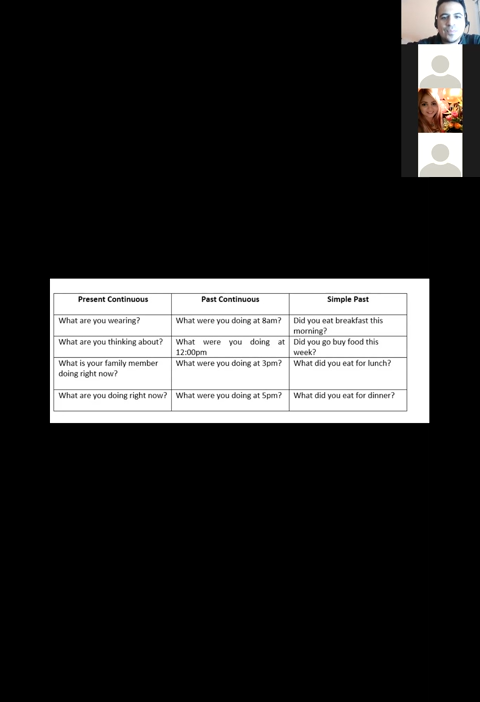 Present Continuous Past Continuous Simple Past
What are you wearing? What were you doing at 8am? Did you eat breakfast this
morning?
What are you thinking about? What were you doing at
12:00pm
Did you go buy food this
week?
What is your family member
doing right now?
What were you doing at 3pm? What did you eat for lunch?
What are you doing right now? What were you doing at 5pm? What did you eat for dinner?